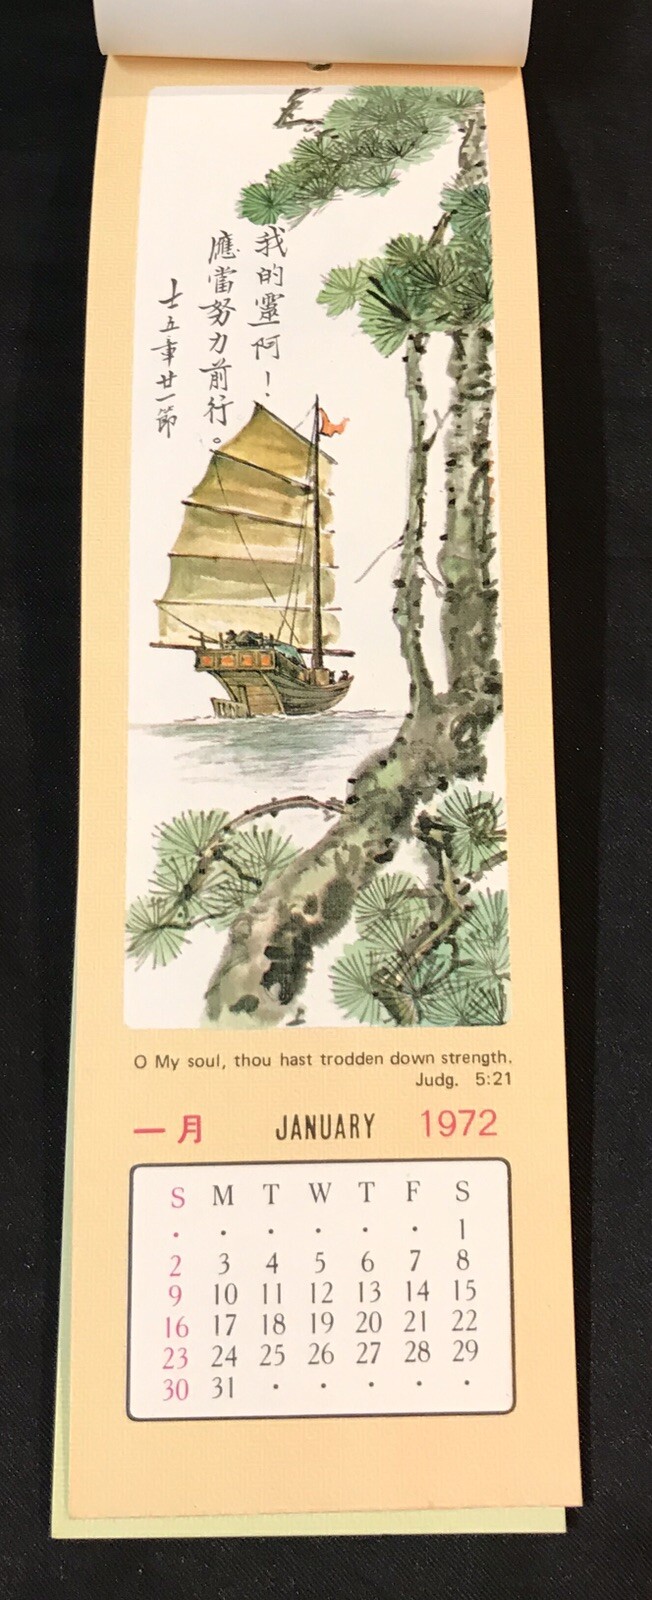 我的靈阿！
應當努力前行。
士五章廿一節
O My soul, thou hast trodden down strength.
Judg. 5:21
一月 JANUARY 1972
S M T W T F S
· · · · · · 1
2 3 4 5 6 7 8
9 10 11 12 13 14 15
16 17 18 19 20 21 22
23 24 25 26 27 28 29
30 31 · · · · ·